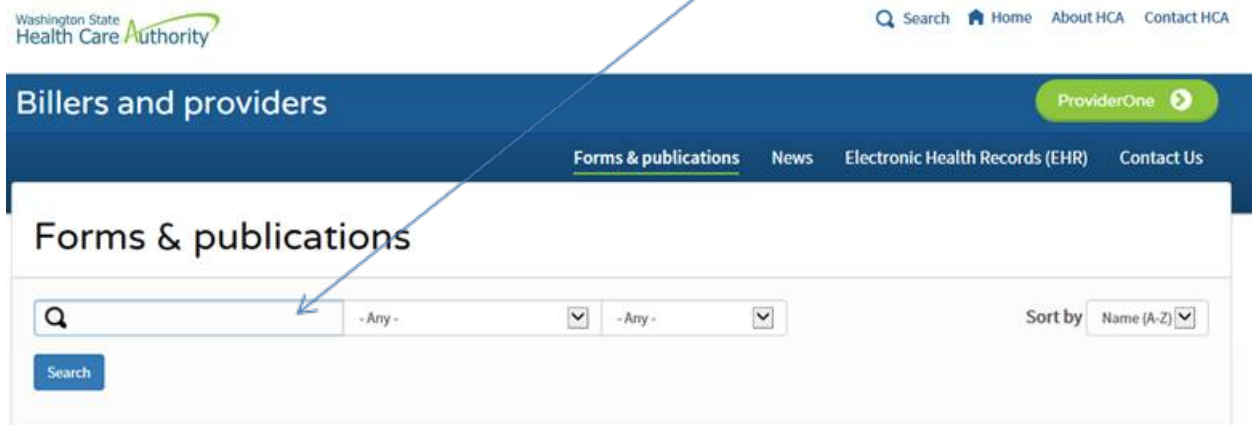 Washington State
Health Care Authority
Search Home About HCA Contact HCA
Billers and providers
ProviderOne
Forms & publications News Electronic Health Records (EHR) Contact Us
Forms & publications
- Any - - Any - Sort by Name (A-Z)
Search